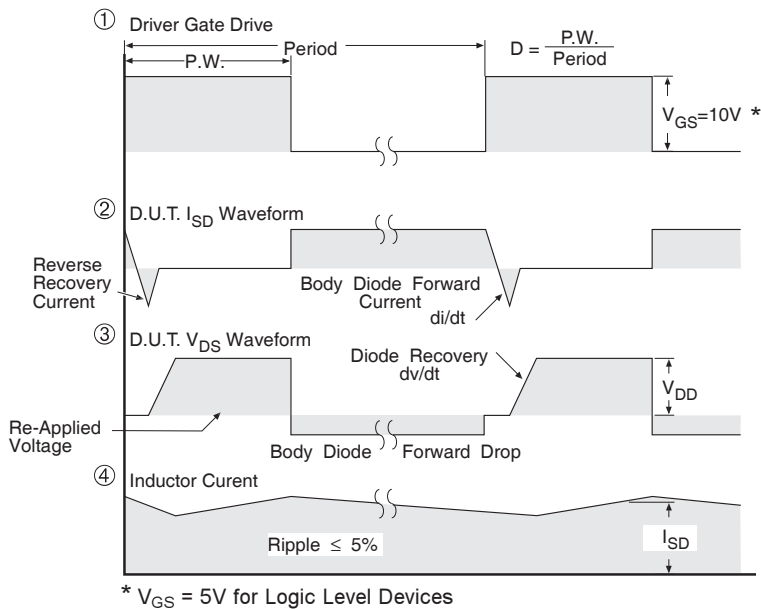 ① Driver Gate Drive
Period
P.W.
D = P.W.
Period
V_GS=10V *
② D.U.T. I_SD Waveform
Reverse
Recovery
Current
Body Diode Forward
Current
di/dt
③ D.U.T. V_DS Waveform
Diode Recovery
dv/dt
V_DD
Re-Applied
Voltage
Body Diode Forward Drop
④ Inductor Curent
Ripple ≤ 5%
I_SD
* V_GS = 5V for Logic Level Devices